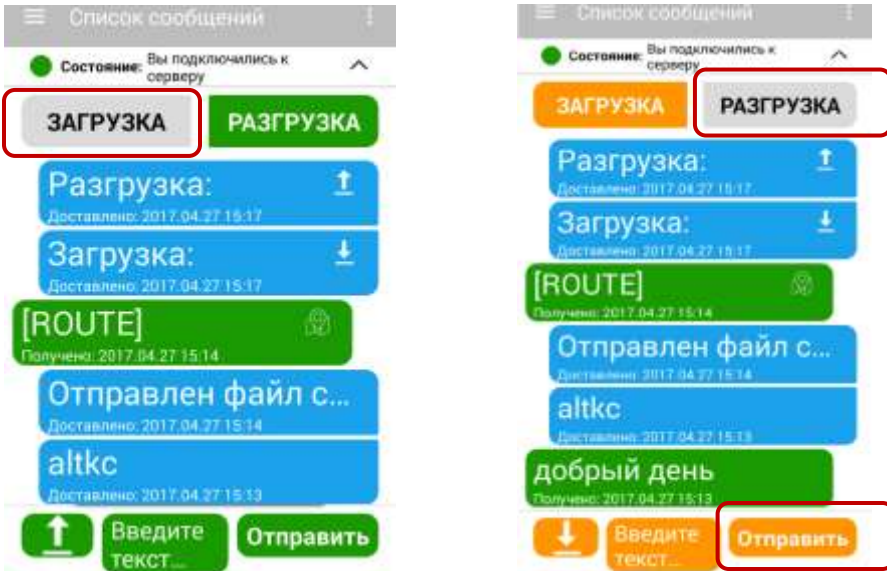 Список сообщений
Состояние: Вы подключились к
серверу
ЗАГРУЗКА РАЗГРУЗКА
Разгрузка:
Доставлено: 2017.04.27 15:17
Загрузка:
Доставлено: 2017.04.27 15:17
[ROUTE]
Получено: 2017.04.27 15:14
Отправлен файл с...
Доставлено: 2017.04.27 15:14
altkc
Доставлено: 2017.04.27 15:13
Введите
текст...
Отправить
Список сообщений
Состояние: Вы подключились к
серверу
ЗАГРУЗКА РАЗГРУЗКА
Разгрузка:
Доставлено: 2017.04.27 15:17
Загрузка:
Доставлено: 2017.04.27 15:17
[ROUTE]
Получено: 2017.04.27 15:14
Отправлен файл с...
Доставлено: 2017.04.27 15:14
altkc
Доставлено: 2017.04.27 15:13
добрый день
Получено: 2017.04.27 15:13
Введите
текст...
Отправить